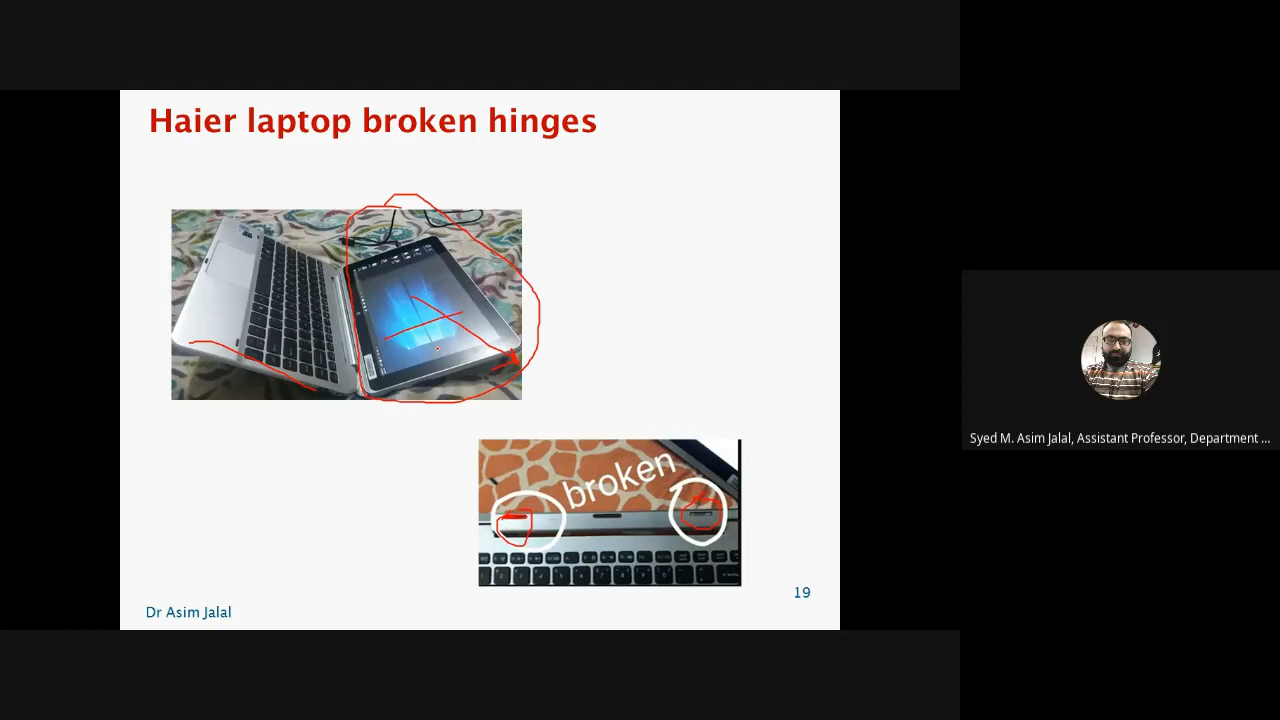 Haier laptop broken hinges
broken
19
Dr Asim Jalal
Syed M. Asim Jalal, Assistant Professor, Department ...